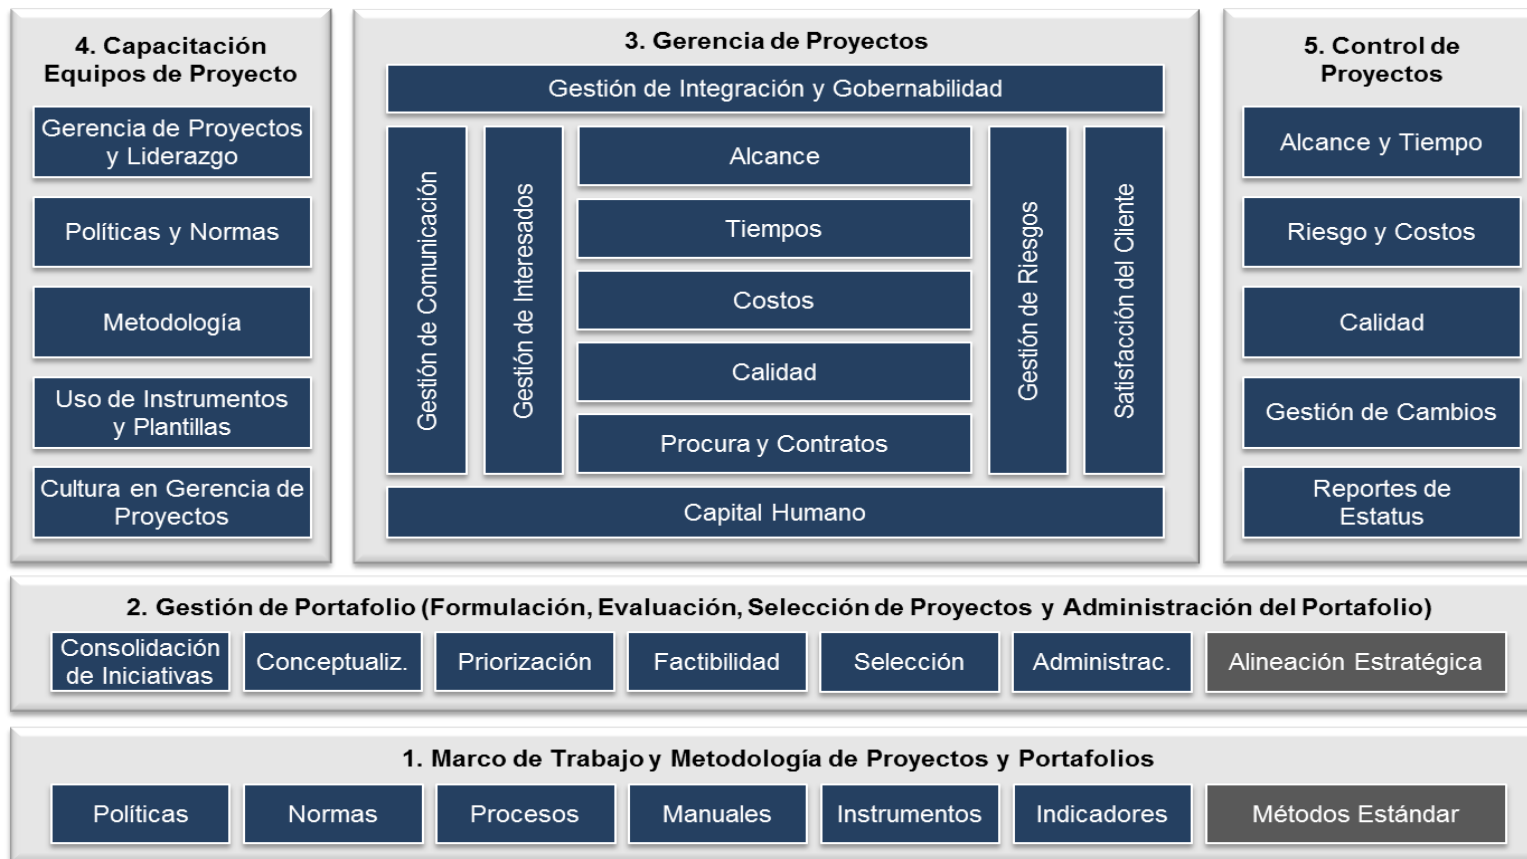 4. Capacitación
Equipos de Proyecto
Gerencia de Proyectos
y Liderazgo
Políticas y Normas
Metodología
Uso de Instrumentos
y Plantillas
Cultura en Gerencia de
Proyectos
3. Gerencia de Proyectos
Gestión de Integración y Gobernabilidad
Gestión de Comunicación
Gestión de Interesados
Alcance
Tiempos
Costos
Calidad
Procura y Contratos
Gestión de Riesgos
Satisfacción del Cliente
Capital Humano
5. Control de
Proyectos
Alcance y Tiempo
Riesgo y Costos
Calidad
Gestión de Cambios
Reportes de
Estatus
2. Gestión de Portafolio (Formulación, Evaluación, Selección de Proyectos y Administración del Portafolio)
Consolidación
de Iniciativas
Conceptualiz.
Priorización
Factibilidad
Selección
Administrac.
Alineación Estratégica
1. Marco de Trabajo y Metodología de Proyectos y Portafolios
Políticas
Normas
Procesos
Manuales
Instrumentos
Indicadores
Métodos Estándar